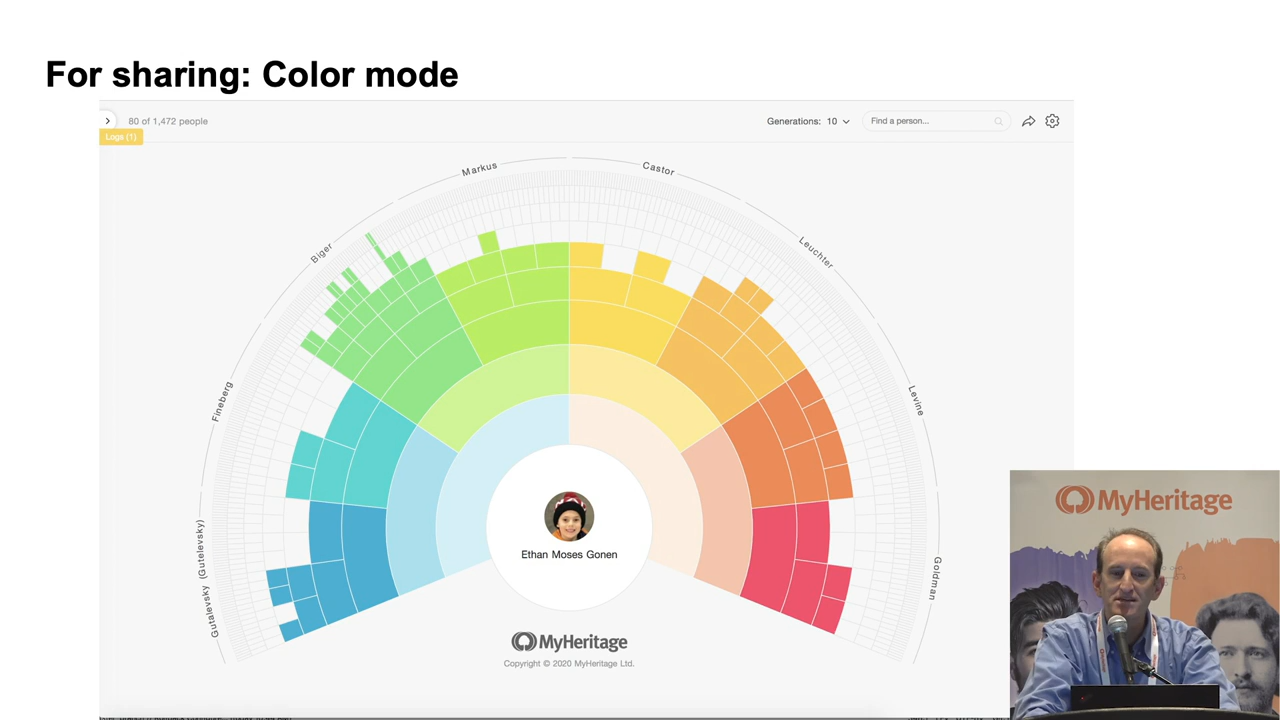 For sharing: Color mode
80 of 1,472 people
Generations: 10
Find a person...
Logs (1)
Markus
Castor
Biger
Leuchter
Fineberg
Levine
Gutalevsky (Gutelevsky)
Goldman
Ethan Moses Gonen
MyHeritage
Copyright © 2020 MyHeritage Ltd.
MyHeritage